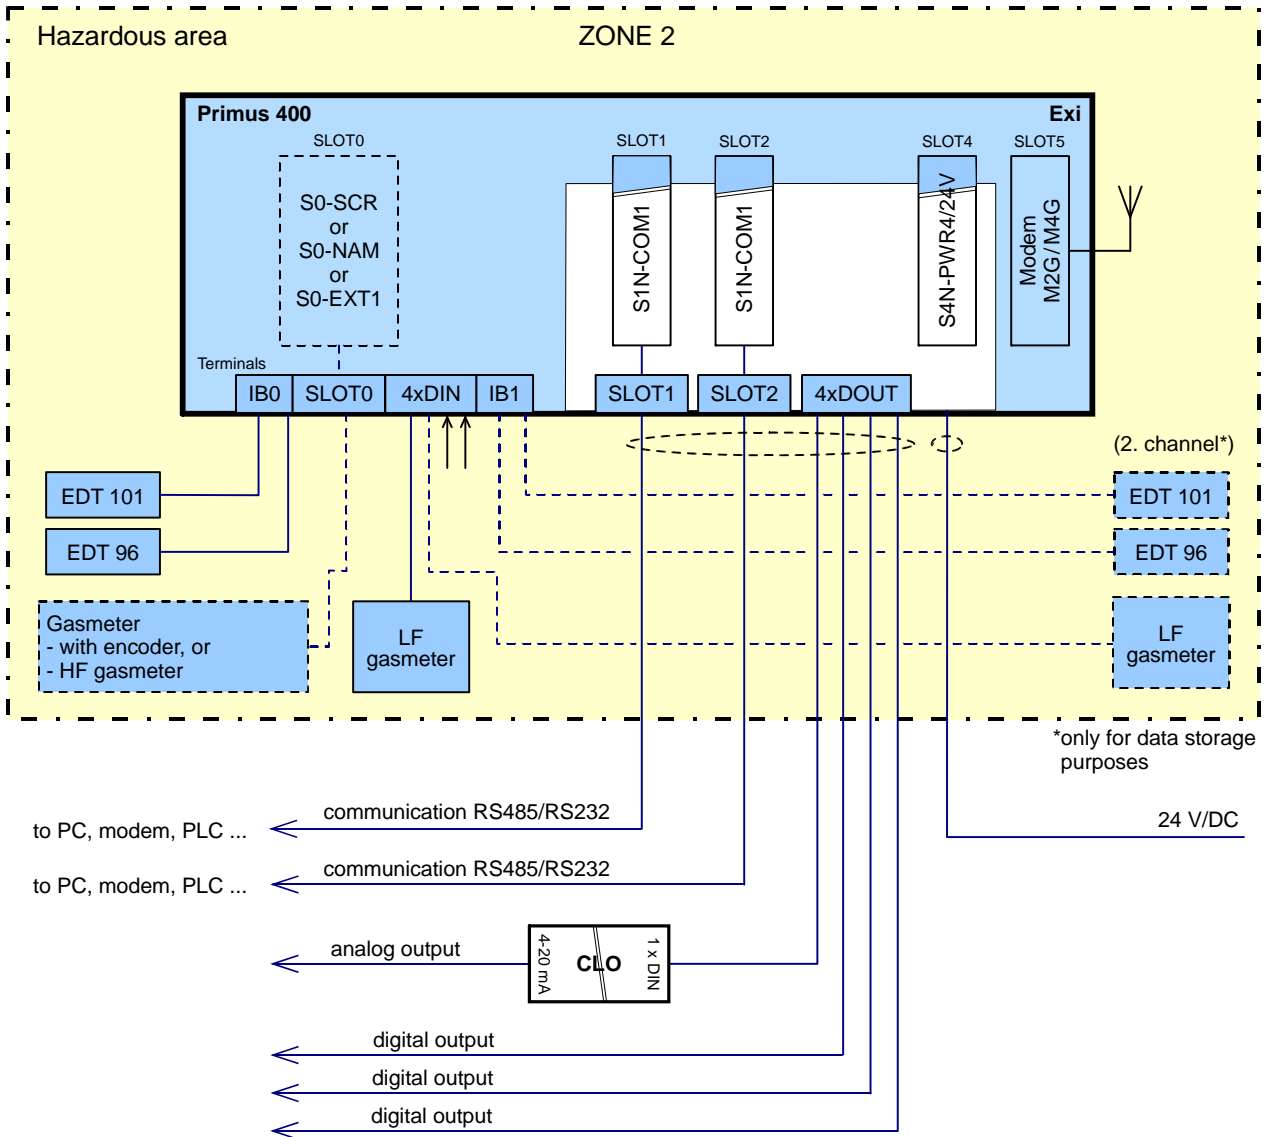 Hazardous area
ZONE 2
Primus 400
Exi
SLOT0
SLOT1
SLOT2
SLOT4
SLOT5
S0-SCR
or
S0-NAM
or
S0-EXT1
S1N-COM1
S1N-COM1
S4N-PWR4/24V
Modem
M2G/M4G
Terminals
IB0
SLOT0
4xDIN
IB1
SLOT1
SLOT2
4xDOUT
(2. channel*)
EDT 101
EDT 101
EDT 96
EDT 96
Gasmeter
- with encoder, or
- HF gasmeter
LF
gasmeter
LF
gasmeter
*only for data storage
purposes
communication RS485/RS232
to PC, modem, PLC ...
24 V/DC
communication RS485/RS232
to PC, modem, PLC ...
analog output
4-20 mA
CLO
1 x DIN
digital output
digital output
digital output